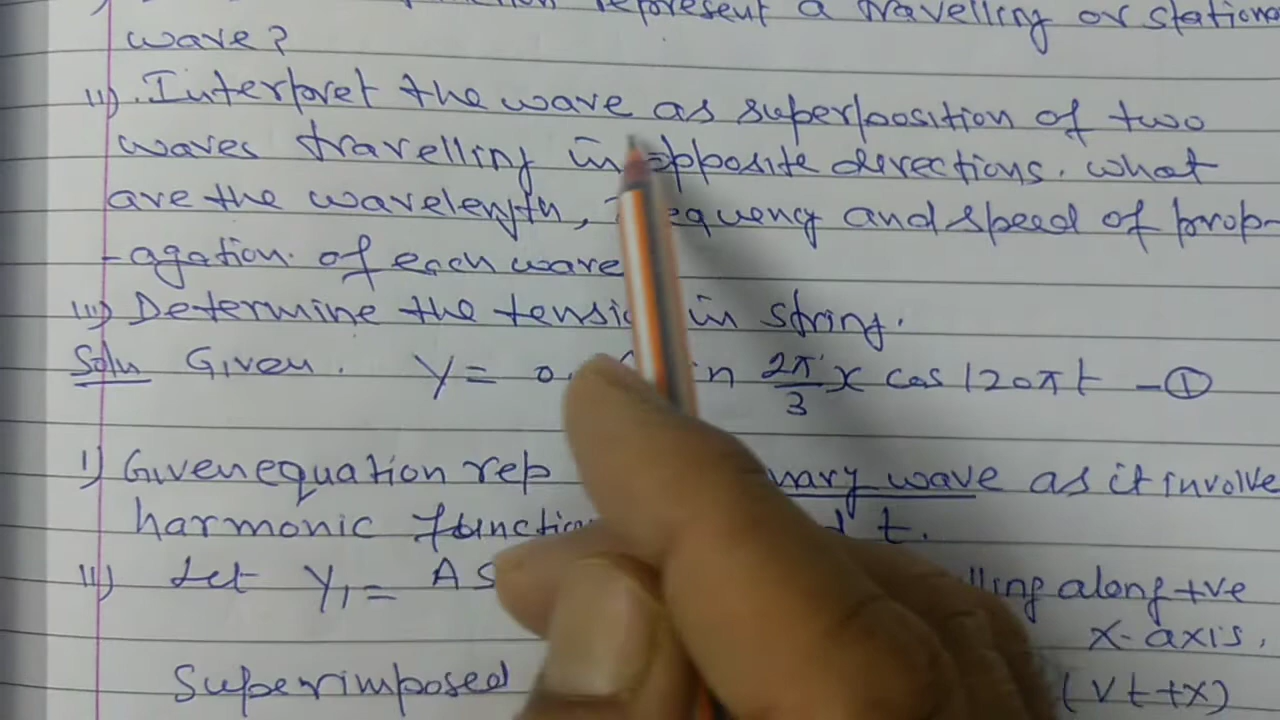 represent a travelling or stationa
wave?
ii) Interpret the wave as superposition of two
waves travelling in opposite directions. What
are the wavelength, frequency and speed of prop-
-agation of each wave
iii) Determine the tension in string.
Soln Given. y = 0. in 2π/3 x cos 120πt - ①
i) Given equation rep nary wave as it involve
harmonic function d t.
ii) Let y1 = A S lling along +ve
x-axis.
Superimposed (vt+x)